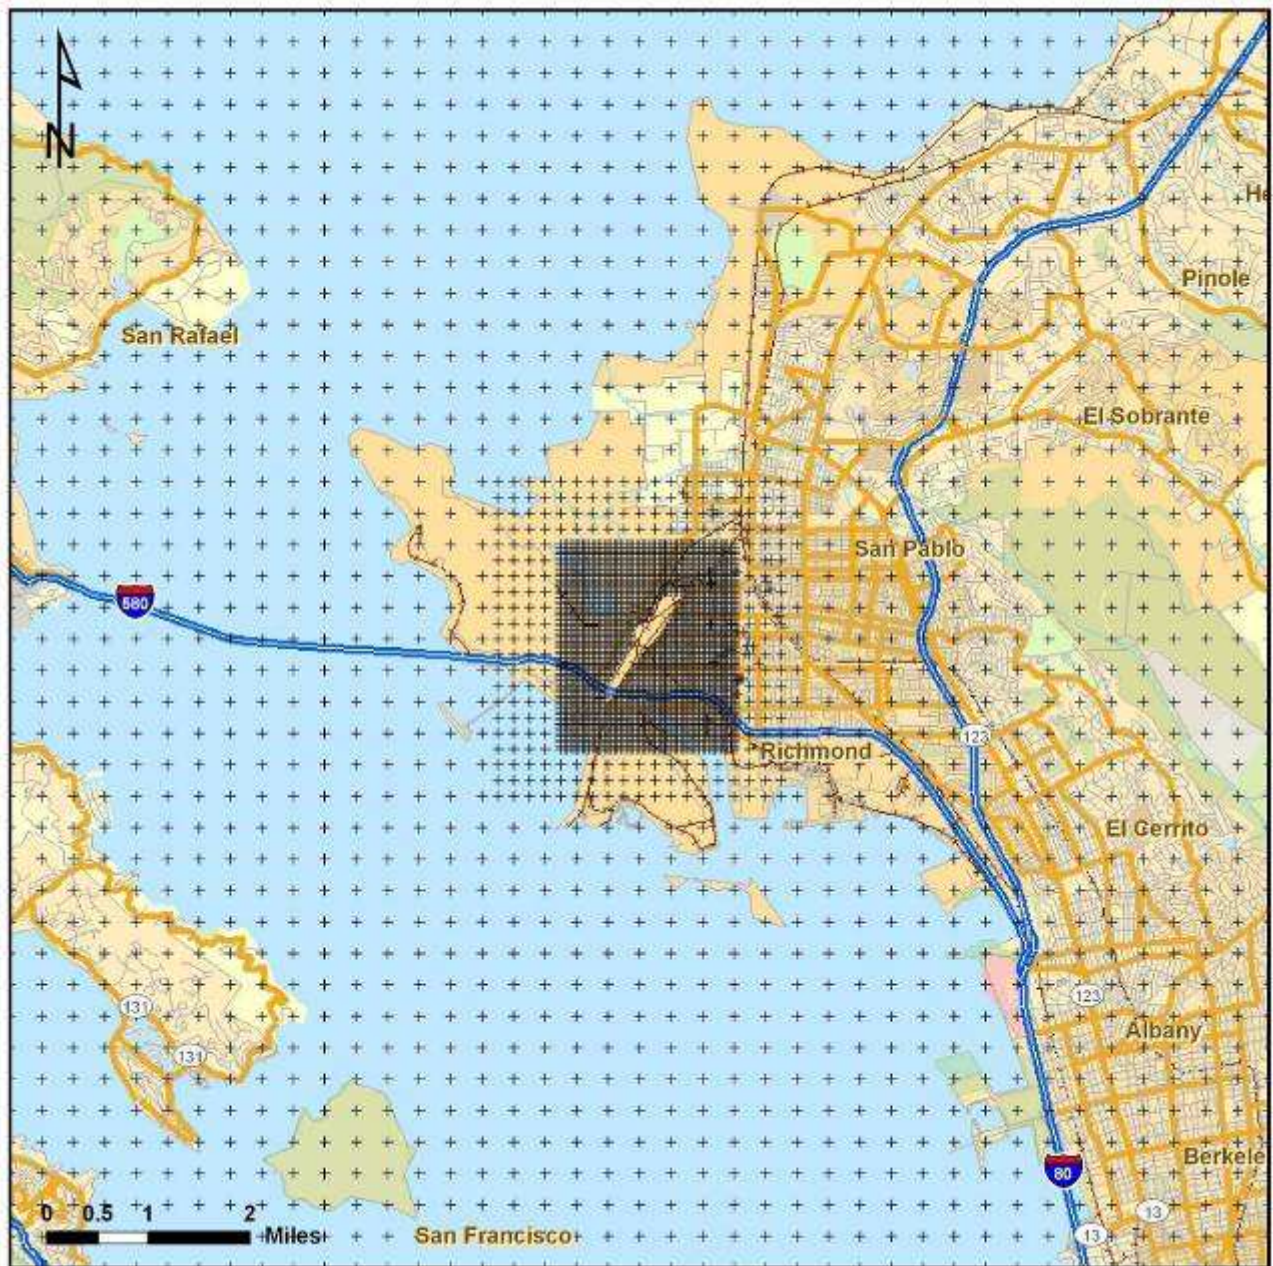 N
He
Pinole
San Rafael
El Sobrante
San Pablo
580
123
Richmond
El Cerrito
123
131
Albany
131
Berkele
80
0 0.5 1 2
Miles
13
San Francisco
13